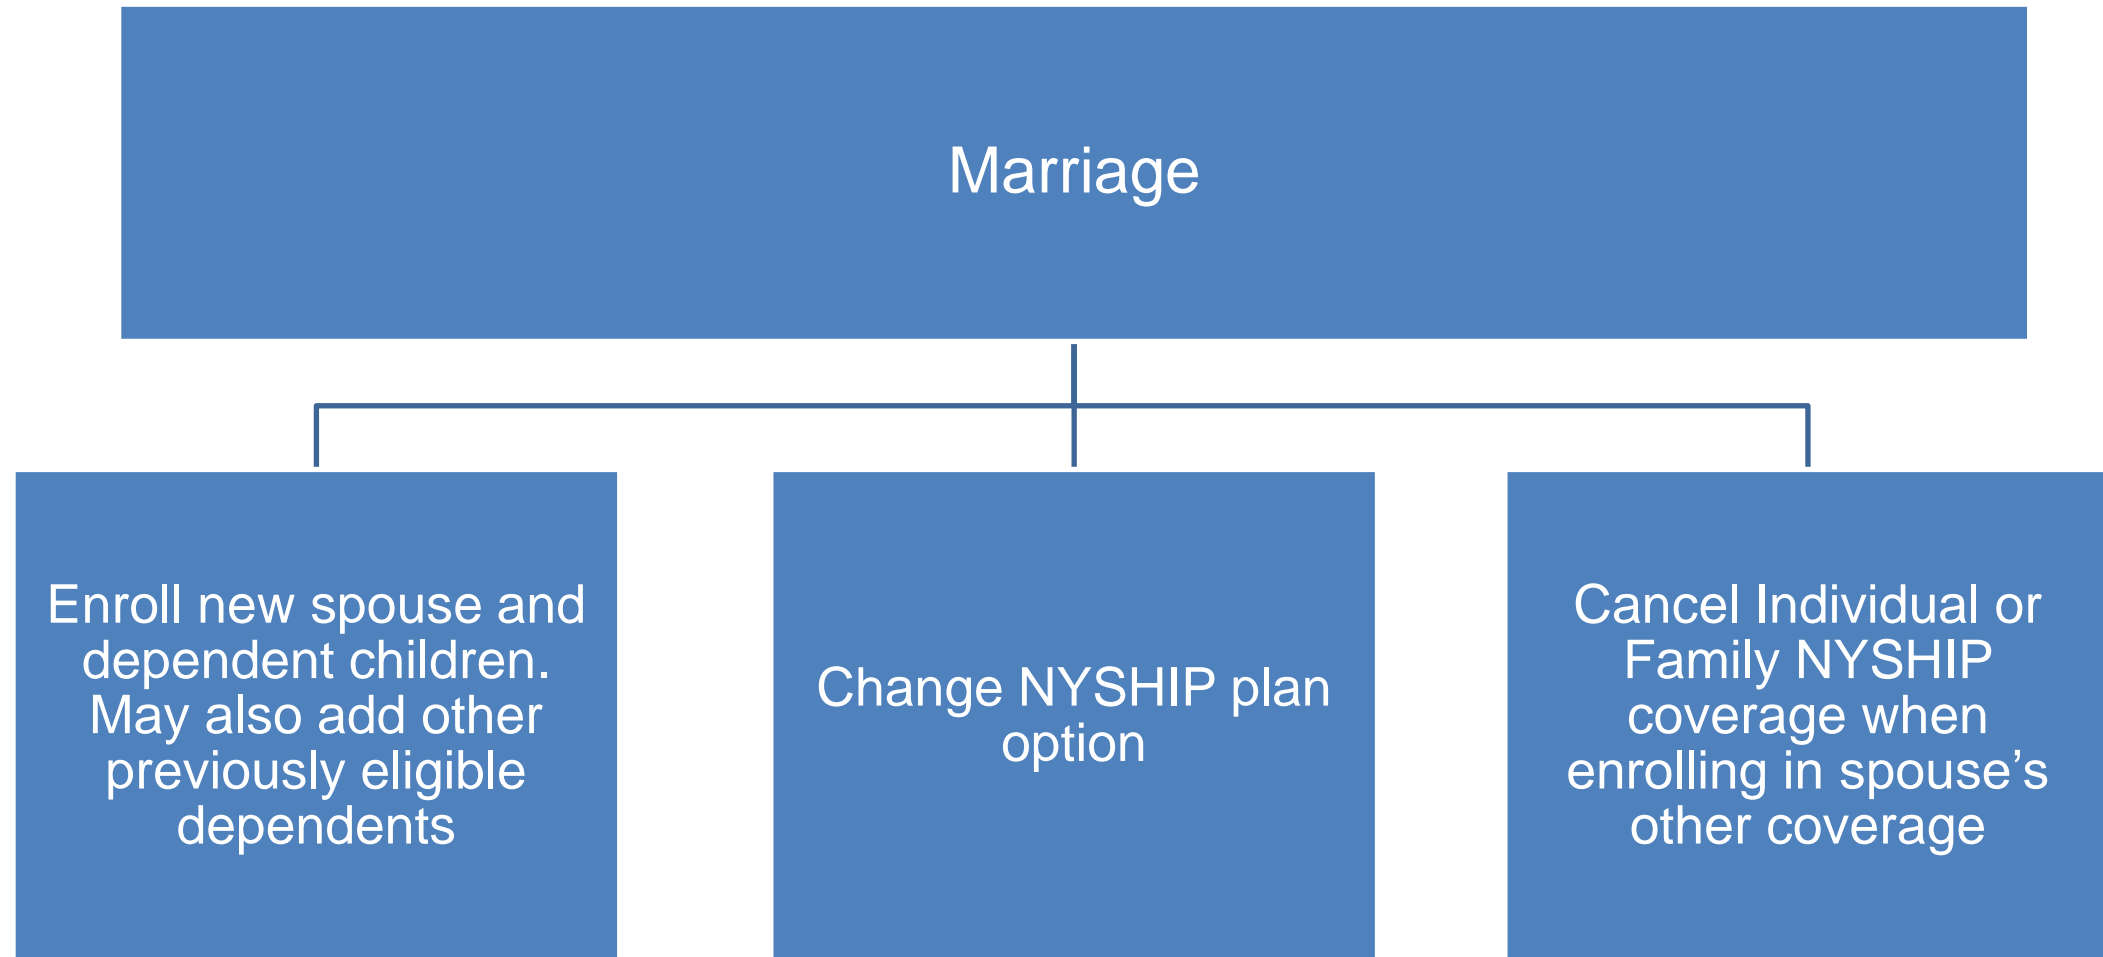 Marriage
Enroll new spouse and
dependent children.
May also add other
previously eligible
dependents
Change NYSHIP plan
option
Cancel Individual or
Family NYSHIP
coverage when
enrolling in spouse’s
other coverage